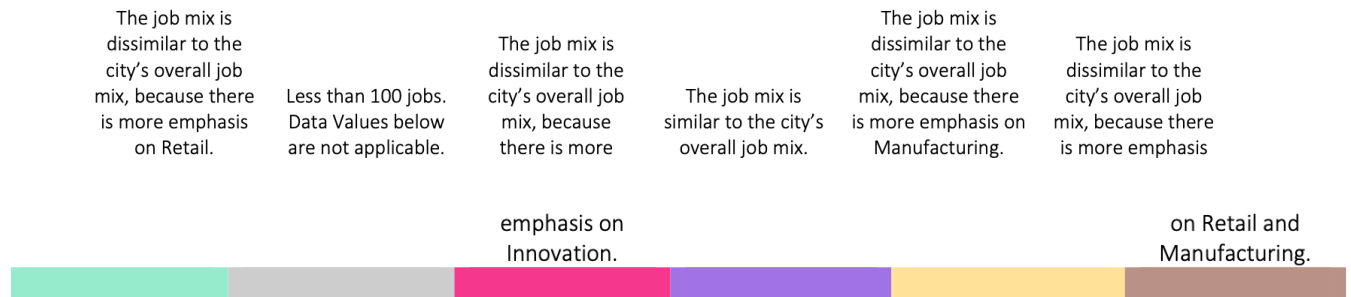 The job mix is
dissimilar to the
city’s overall job
mix, because there
is more emphasis
on Retail.
Less than 100 jobs.
Data Values below
are not applicable.
The job mix is
dissimilar to the
city’s overall job
mix, because
there is more
emphasis on
Innovation.
The job mix is
similar to the city’s
overall job mix.
The job mix is
dissimilar to the
city’s overall job
mix, because there
is more emphasis on
Manufacturing.
The job mix is
dissimilar to the
city’s overall job
mix, because there
is more emphasis
on Retail and
Manufacturing.